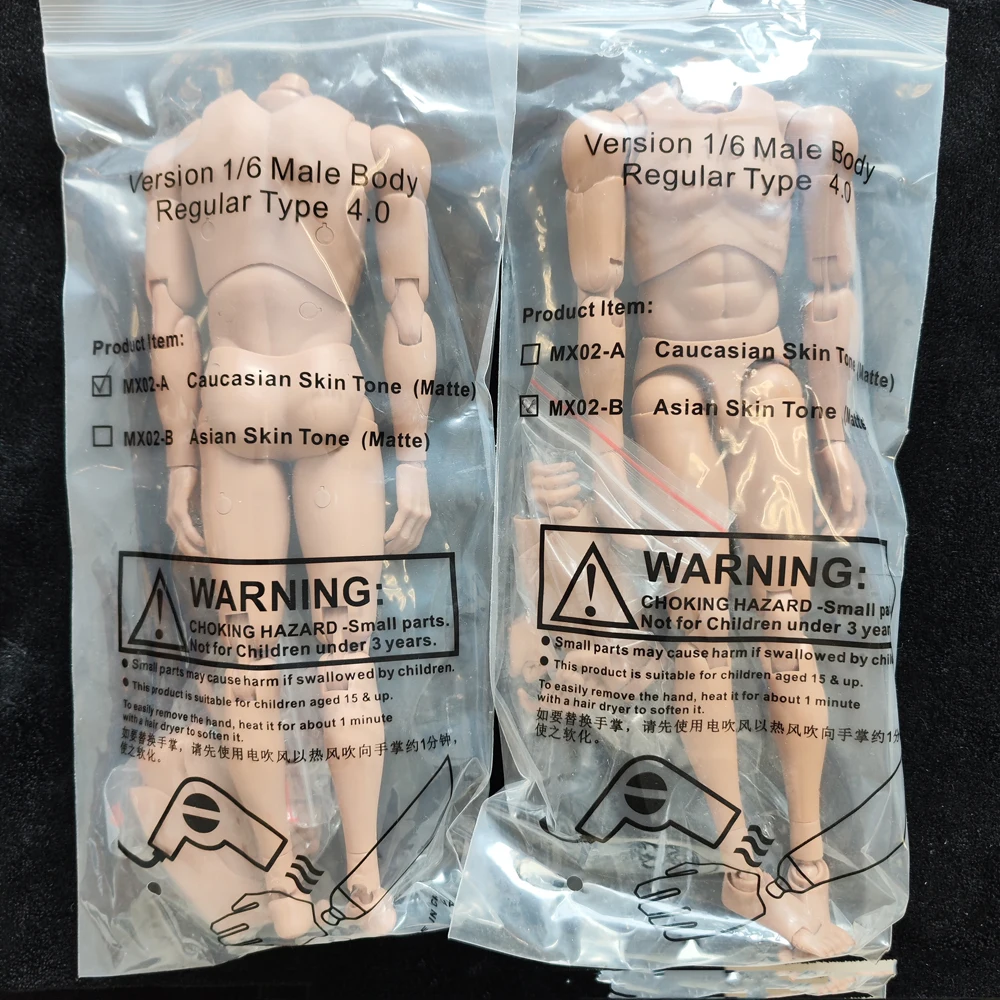 Version 1/6 Male Body
Regular Type 4.0
Product Item:
☑ MX02-A Caucasian Skin Tone (Matte)
☐ MX02-B Asian Skin Tone (Matte)
WARNING:
CHOKING HAZARD -Small parts.
Not for Children under 3 years.
● Small parts may cause harm if swallowed by children.
● This product is suitable for children aged 15 & up.
To easily remove the hand, heat it for about 1 minute
with a hair dryer to soften it.
如要替换手掌，请先使用电吹风以热风吹向手掌约1分钟，
使之软化。
Version 1/6 Male Body
Regular Type 4.0
Product Item:
☐ MX02-A Caucasian Skin Tone (Matte)
☑ MX02-B Asian Skin Tone
WARNING:
CHOKING HAZARD -Small
Not for Children under 3
● Small parts may cause harm if swallowed by
● This product is suitable for children aged 15 & up.
To easily remove the hand, heat it for about 1 minute
with a hair dryer to soften it.
如要替换手掌，请先使用电吹风以热风吹向手掌约1
使之软化。